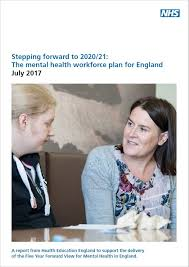 NHS
Stepping forward to 2020/21:
The mental health workforce plan for England
July 2017
A report from Health Education England to support the delivery
of the Five Year Forward View for Mental Health in England.